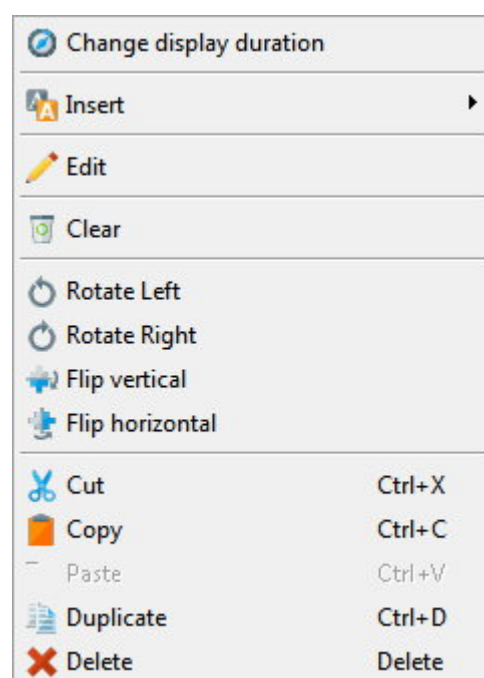 Change display duration
Insert
Edit
Clear
Rotate Left
Rotate Right
Flip vertical
Flip horizontal
Cut Ctrl+X
Copy Ctrl+C
Paste Ctrl+V
Duplicate Ctrl+D
Delete Delete